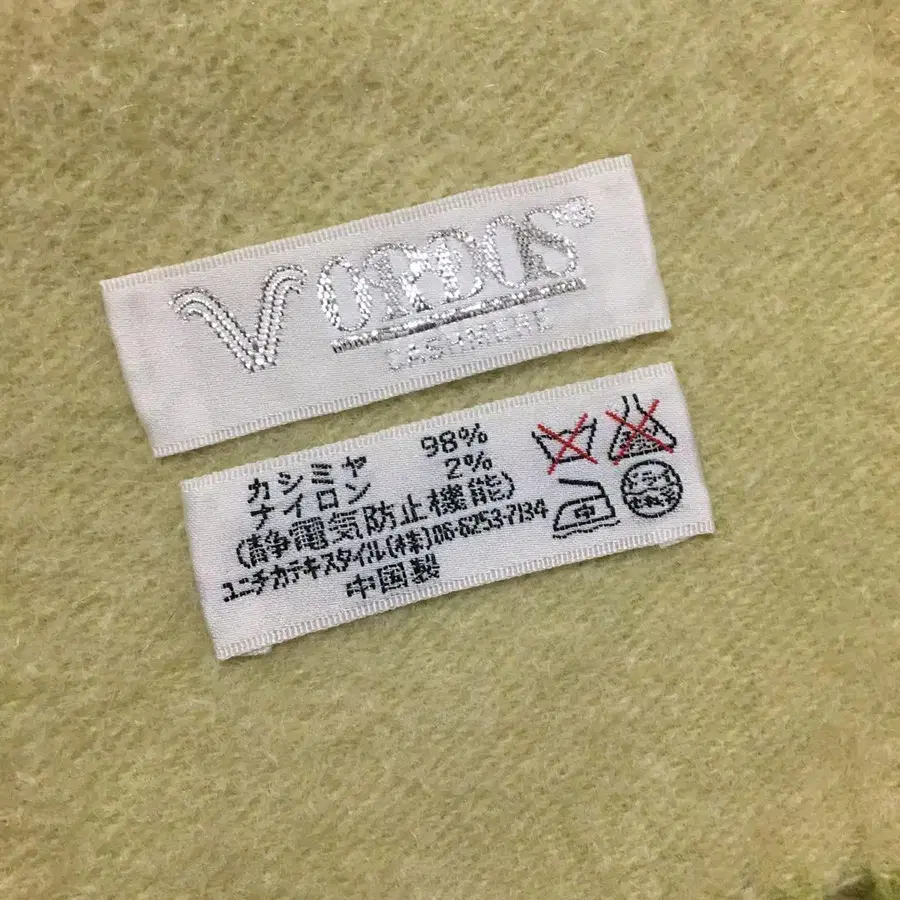 ORDOS
CASHMERE
カシミヤ 98%
ナイロン 2%
(静電気防止機能)
ユニチカテキスタイル(株)06-6253-7134
中国製
中